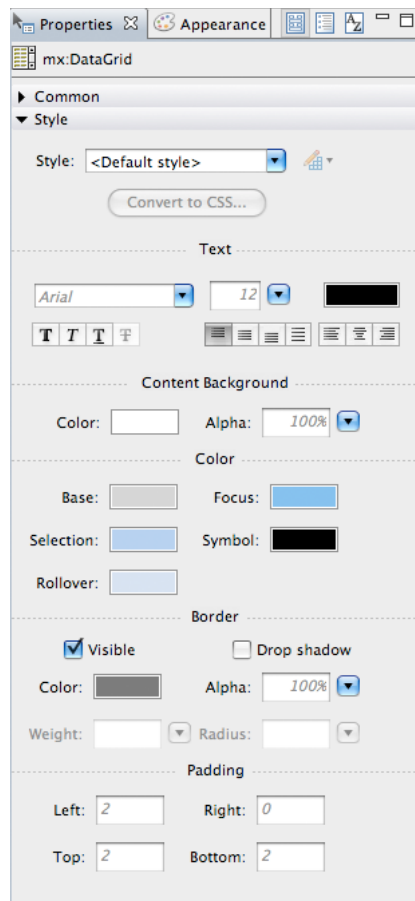 Properties Appearance
mx:DataGrid
Common
Style
Style: <Default style>
Convert to CSS...
Text
Arial 12
T T T T
Content Background
Color: Alpha: 100%
Color
Base: Focus:
Selection: Symbol:
Rollover:
Border
Visible Drop shadow
Color: Alpha: 100%
Weight: Radius:
Padding
Left: 2 Right: 0
Top: 2 Bottom: 2